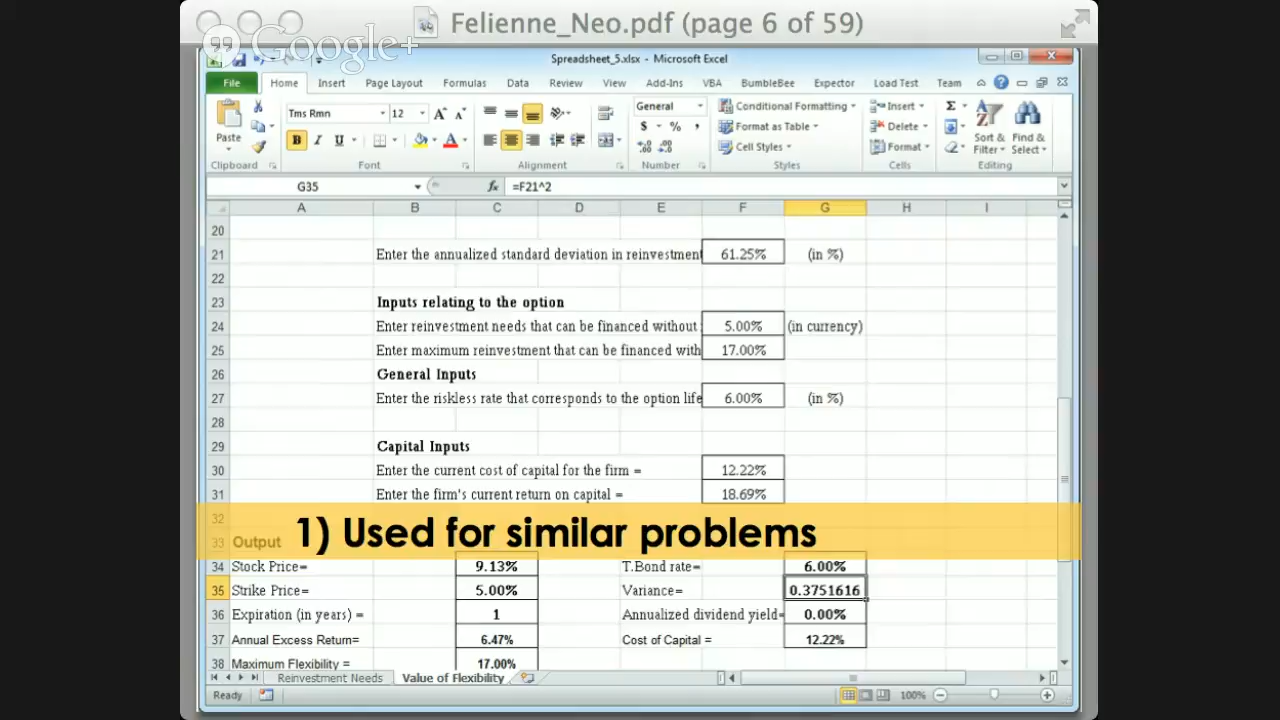 Felienne_Neo.pdf (page 6 of 59)
Google+
Spreadsheet_5.xlsx - Microsoft Excel
File Home Insert Page Layout Formulas Data Review View Add-Ins VBA BumbleBee Expector Load Test Team
Tms Rmn 12 General Conditional Formatting Insert
Paste B I U $ % , Format as Table Delete Sort & Filter Find & Select
Cell Styles Format
Clipboard Font Alignment Number Styles Cells Editing
G35 fx =F21^2
A B C D E F G H I
20
21 Enter the annualized standard deviation in reinvestment 61.25% (in %)
22
23 Inputs relating to the option
24 Enter reinvestment needs that can be financed without 5.00% (in currency)
25 Enter maximum reinvestment that can be financed with 17.00%
26 General Inputs
27 Enter the riskless rate that corresponds to the option life 6.00% (in %)
28
29 Capital Inputs
30 Enter the current cost of capital for the firm = 12.22%
31 Enter the firm's current return on capital = 18.69%
32
1) Used for similar problems
33 Output
34 Stock Price= 9.13% T.Bond rate= 6.00%
35 Strike Price= 5.00% Variance= 0.3751616
36 Expiration (in years) = 1 Annualized dividend yield= 0.00%
37 Annual Excess Return= 6.47% Cost of Capital = 12.22%
38 Maximum Flexibility = 17.00%
Reinvestment Needs Value of Flexibility
Ready 100%